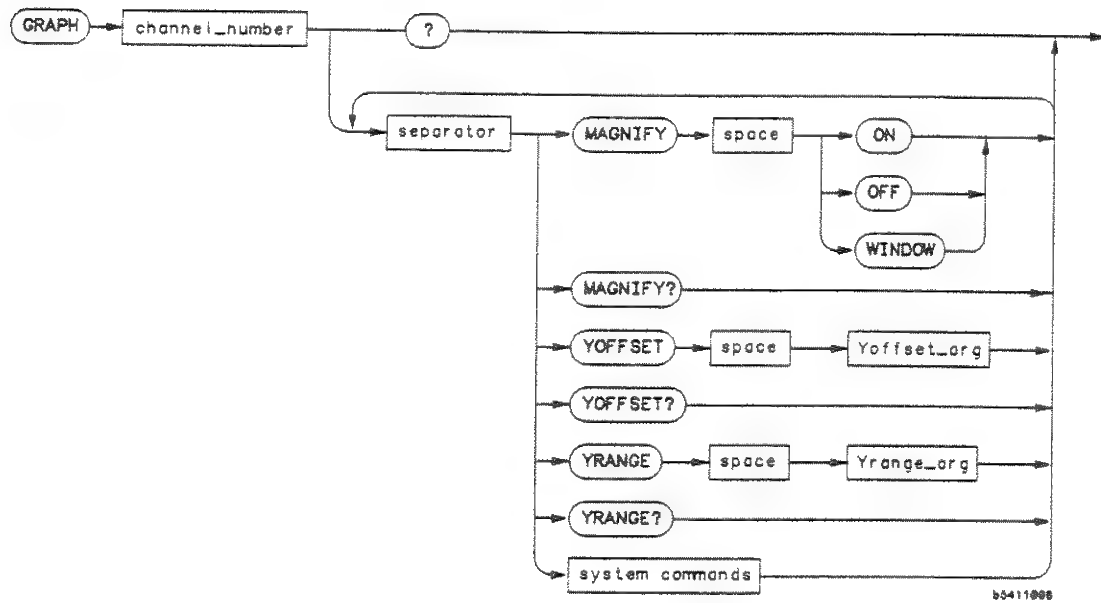 GRAPH channel_number ?
separator MAGNIFY space ON
OFF
WINDOW
MAGNIFY?
YOFFSET space Yoffset_arg
YOFFSET?
YRANGE space Yrange_arg
YRANGE?
system commands
b5411006